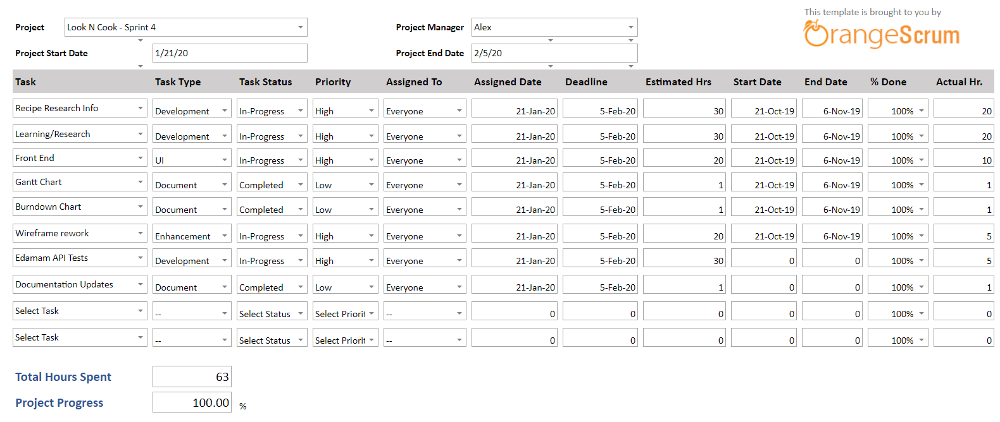 This template is brought to you by
OrangeScrum
Project Look N Cook - Sprint 4 Project Manager Alex
Project Start Date 1/21/20 Project End Date 2/5/20
Task Task Type Task Status Priority Assigned To Assigned Date Deadline Estimated Hrs Start Date End Date % Done Actual Hr.
Recipe Research Info Development In-Progress High Everyone 21-Jan-20 5-Feb-20 30 21-Oct-19 6-Nov-19 100% 20
Learning/Research Development In-Progress High Everyone 21-Jan-20 5-Feb-20 30 21-Oct-19 6-Nov-19 100% 20
Front End UI In-Progress High Everyone 21-Jan-20 5-Feb-20 20 21-Oct-19 6-Nov-19 100% 10
Gantt Chart Document Completed Low Everyone 21-Jan-20 5-Feb-20 1 21-Oct-19 6-Nov-19 100% 1
Burndown Chart Document Completed Low Everyone 21-Jan-20 5-Feb-20 1 21-Oct-19 6-Nov-19 100% 1
Wireframe rework Enhancement In-Progress High Everyone 21-Jan-20 5-Feb-20 20 21-Oct-19 6-Nov-19 100% 5
Edamam API Tests Development In-Progress High Everyone 21-Jan-20 5-Feb-20 30 0 0 100% 5
Documentation Updates Document Completed Low Everyone 21-Jan-20 5-Feb-20 1 0 0 100% 1
Select Task -- Select Status Select Priorit -- 0 0 0 0 0 100% 0
Select Task -- Select Status Select Priorit -- 0 0 0 0 0 100% 0
Total Hours Spent 63
Project Progress 100.00 %